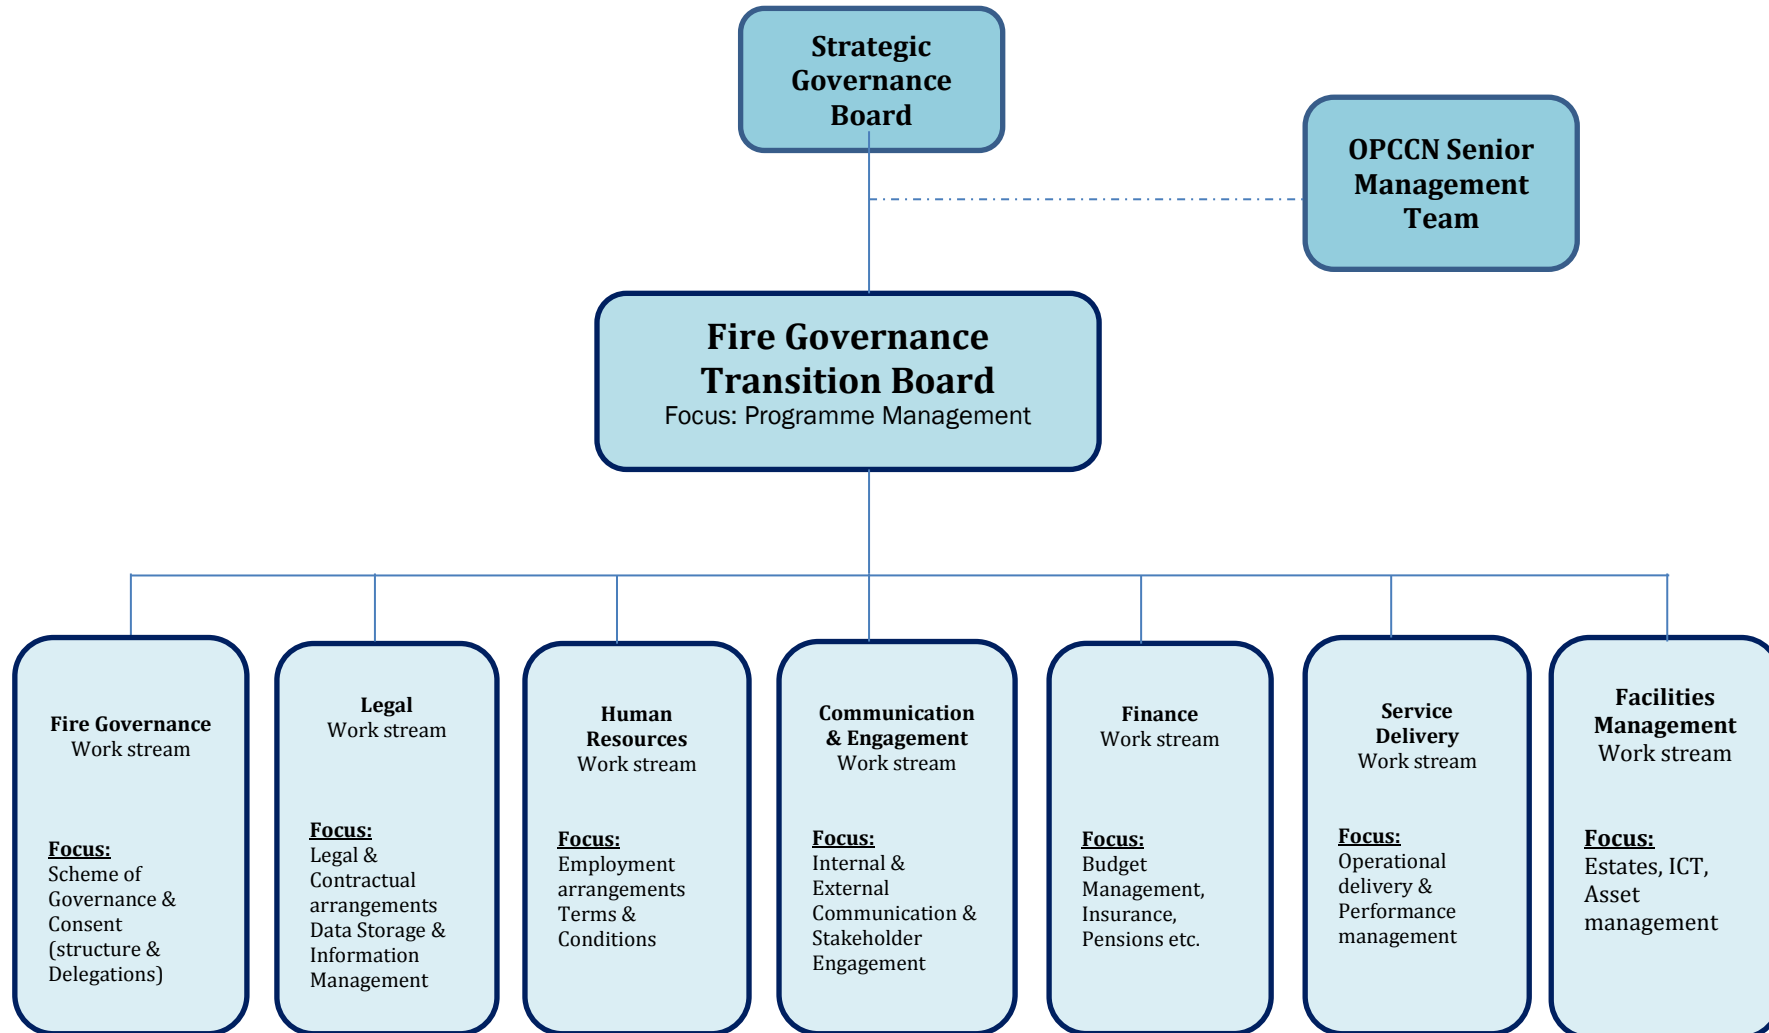 Strategic
Governance
Board
OPCCN Senior
Management
Team
Fire Governance
Transition Board
Focus: Programme Management
Fire Governance
Work stream
Focus:
Scheme of
Governance &
Consent
(structure &
Delegations)
Legal
Work stream
Focus:
Legal &
Contractual
arrangements
Data Storage &
Information
Management
Human
Resources
Work stream
Focus:
Employment
arrangements
Terms &
Conditions
Communication
& Engagement
Work stream
Focus:
Internal &
External
Communication &
Stakeholder
Engagement
Finance
Work stream
Focus:
Budget
Management,
Insurance,
Pensions etc.
Service
Delivery
Work stream
Focus:
Operational
delivery &
Performance
management
Facilities
Management
Work stream
Focus:
Estates, ICT,
Asset
management